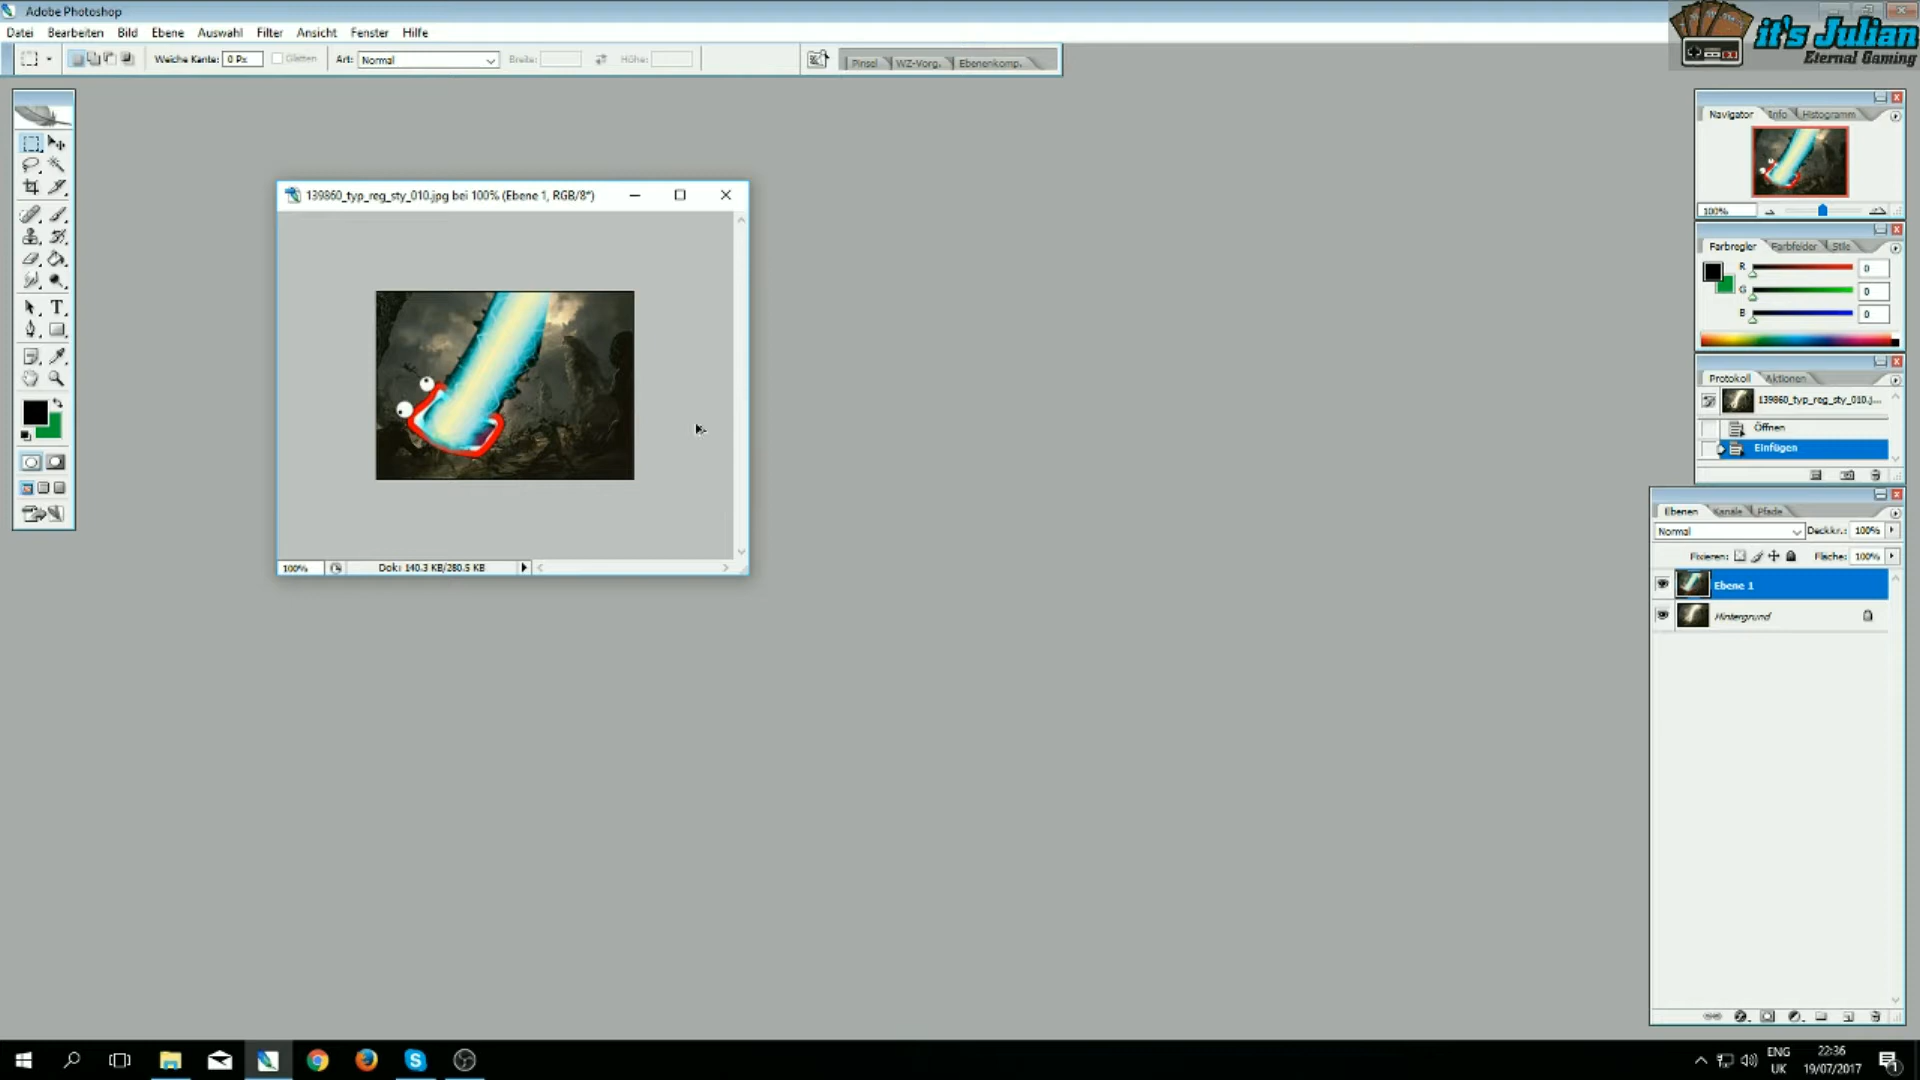 Adobe Photoshop
Datei Bearbeiten Bild Ebene Auswahl Filter Ansicht Fenster Hilfe
it's Julian
Eternal Gaming
Weiche Kante: 0 Px Glätten Art: Normal Breite: Höhe: Pinsel WZ-Vorg. Ebenenkomp.
Navigator Info Histogramm
139860_typ_reg_sty_010.jpg bei 100% (Ebene 1, RGB/8*)
100%
Farbregler Farbfelder Stile
R 0
G 0
B 0
Protokoll Aktionen
139860_typ_reg_sty_010.j...
Öffnen
Einfügen
Ebenen Kanäle Pfade
Normal Deckkr.: 100%
Fixieren: Fläche: 100%
100% Dok: 140.3 KB/280.5 KB
Ebene 1
Hintergrund
ENG 22:36
UK 19/07/2017 1